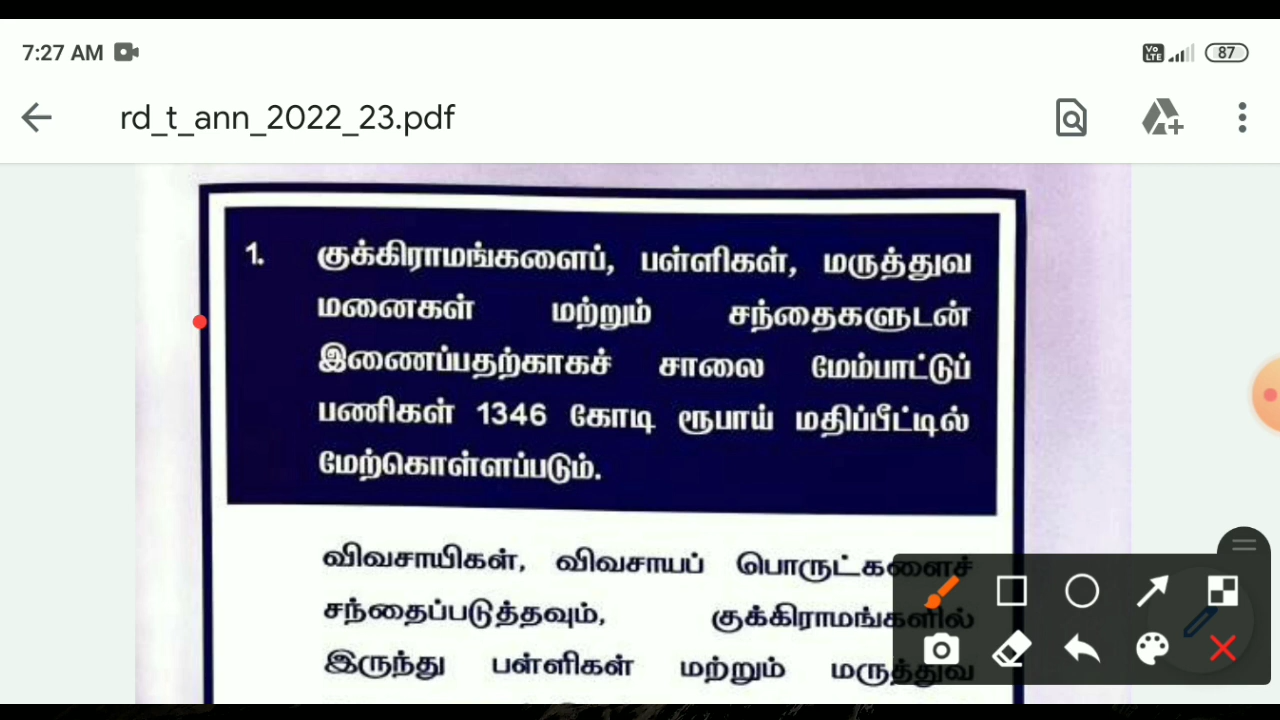 7:27 AM
Vo LTE 87
rd_t_ann_2022_23.pdf
1. குக்கிராமங்களைப், பள்ளிகள், மருத்துவ
மனைகள் மற்றும் சந்தைகளுடன்
இணைப்பதற்காகச் சாலை மேம்பாட்டுப்
பணிகள் 1346 கோடி ரூபாய் மதிப்பீட்டில்
மேற்கொள்ளப்படும்.
விவசாயிகள், விவசாயப் பொருட்களைச்
சந்தைப்படுத்தவும், குக்கிராமங்களில்
இருந்து பள்ளிகள் மற்றும் மருத்துவ